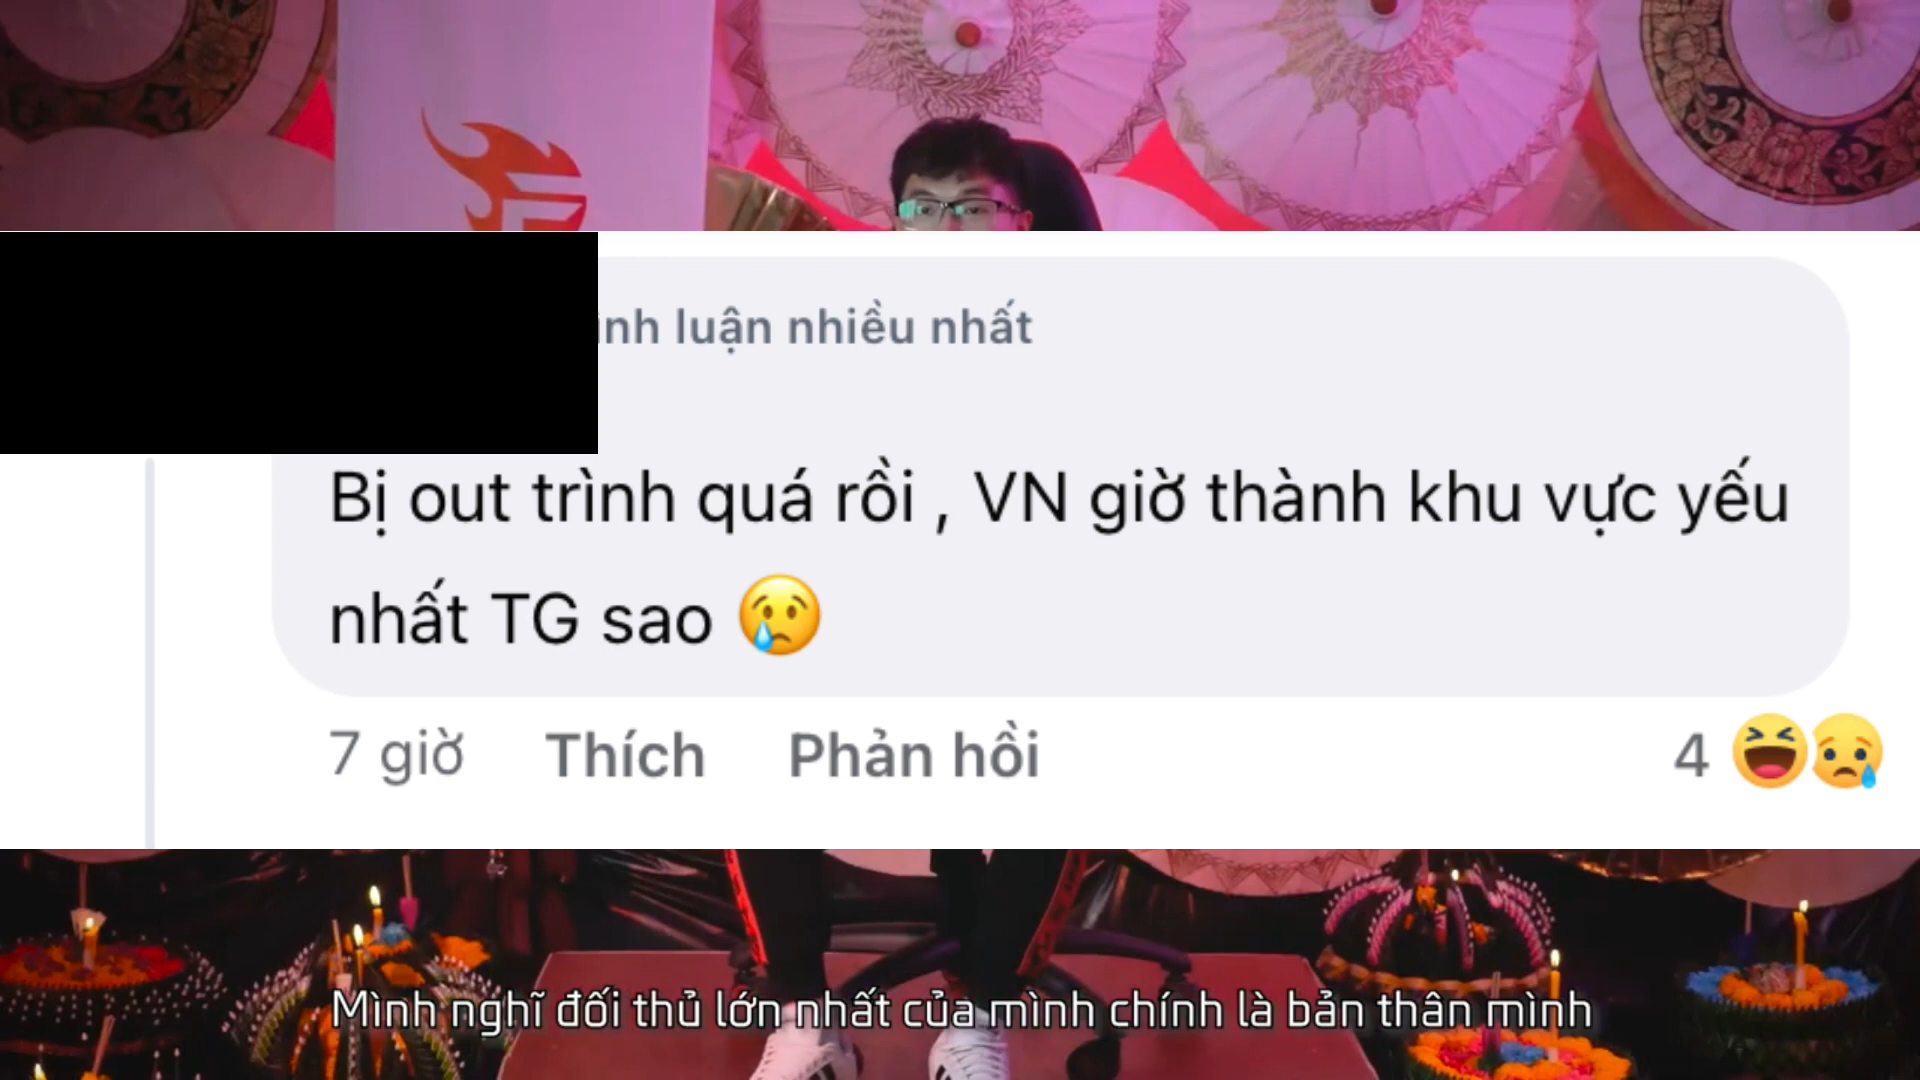 luận nhiều nhất
Bị out trình quá rồi , VN giờ thành khu vực yếu
nhất TG sao 😢
7 giờ Thích Phản hồi 4 😆😢
Mình nghĩ đối thủ lớn nhất của mình chính là bản thân mình